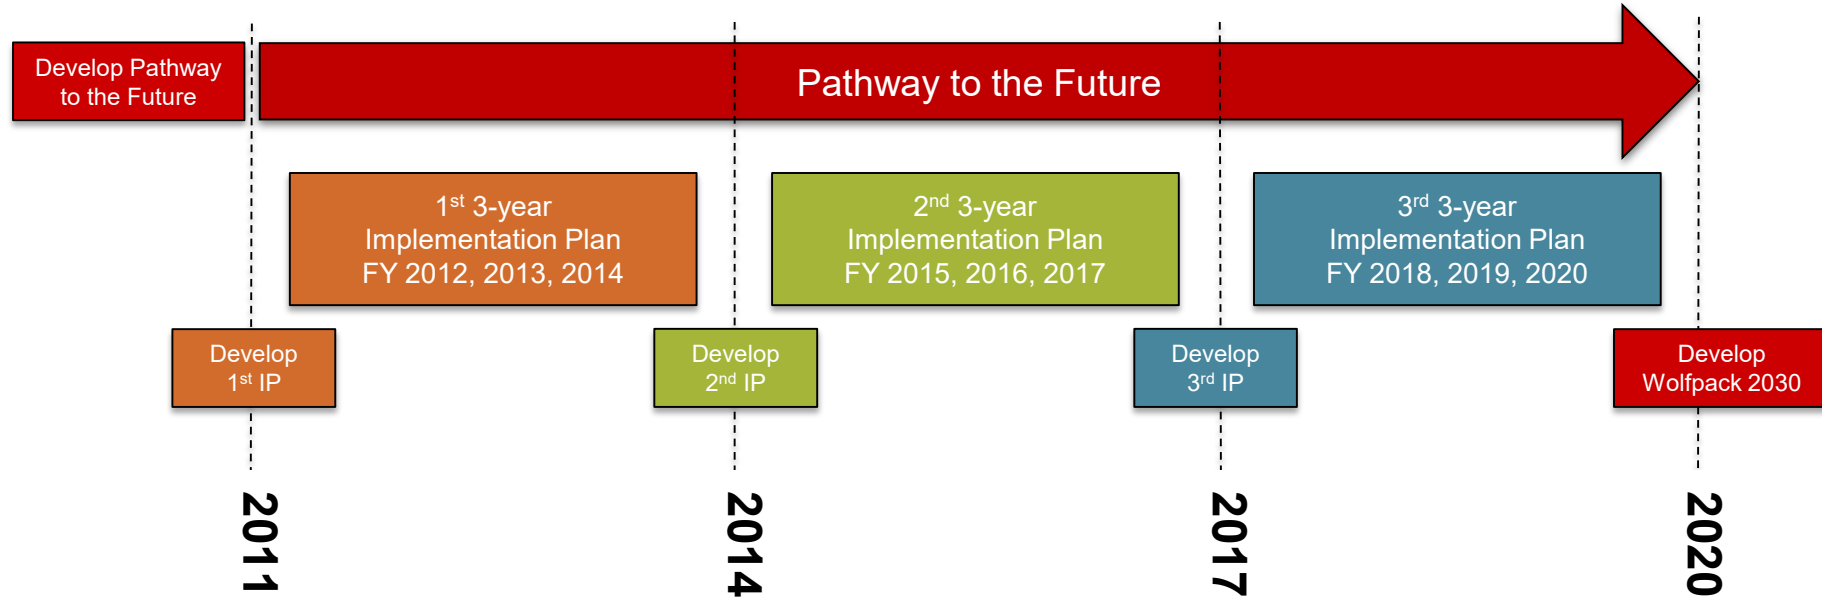 Develop Pathway
to the Future
Pathway to the Future
1st 3-year
Implementation Plan
FY 2012, 2013, 2014
2nd 3-year
Implementation Plan
FY 2015, 2016, 2017
3rd 3-year
Implementation Plan
FY 2018, 2019, 2020
Develop
1st IP
Develop
2nd IP
Develop
3rd IP
Develop
Wolfpack 2030
2011
2014
2017
2020